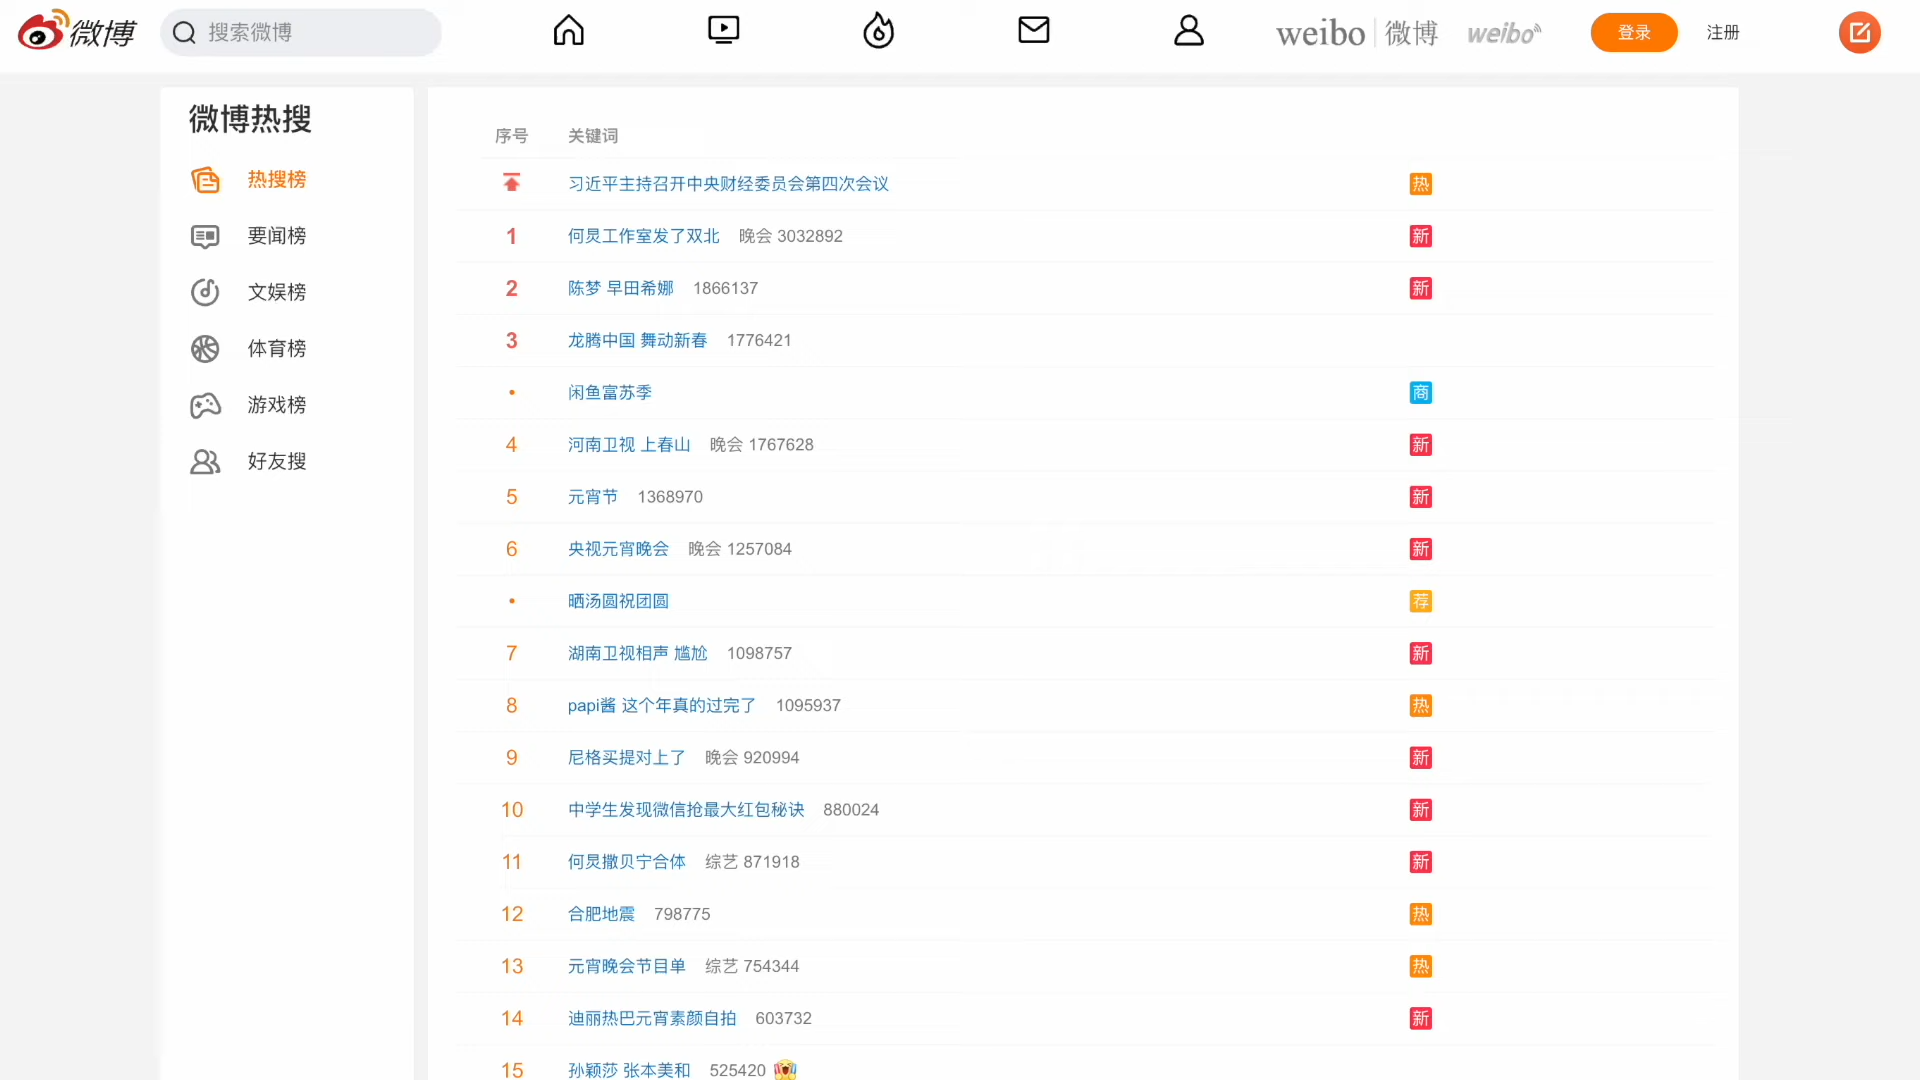 微博
搜索微博
weibo 微博
weibo
登录
注册
微博热搜
热搜榜
要闻榜
文娱榜
体育榜
游戏榜
好友搜
序号 关键词
习近平主持召开中央财经委员会第四次会议 热
1 何炅工作室发了双北 晚会 3032892 新
2 陈梦 早田希娜 1866137 新
3 龙腾中国 舞动新春 1776421
• 闲鱼富苏季 商
4 河南卫视 上春山 晚会 1767628 新
5 元宵节 1368970 新
6 央视元宵晚会 晚会 1257084 新
• 晒汤圆祝团圆 荐
7 湖南卫视相声 尴尬 1098757 新
8 papi酱 这个年真的过完了 1095937 热
9 尼格买提对上了 晚会 920994 新
10 中学生发现微信抢最大红包秘诀 880024 新
11 何炅撒贝宁合体 综艺 871918 新
12 合肥地震 798775 热
13 元宵晚会节目单 综艺 754344 热
14 迪丽热巴元宵素颜自拍 603732 新
15 孙颖莎 张本美和 525420